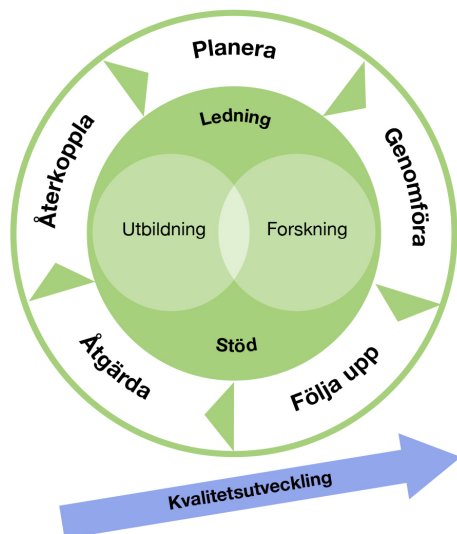 Planera
Genomföra
Följa upp
Åtgärda
Återkoppla
Ledning
Utbildning
Forskning
Stöd
Kvalitetsutveckling